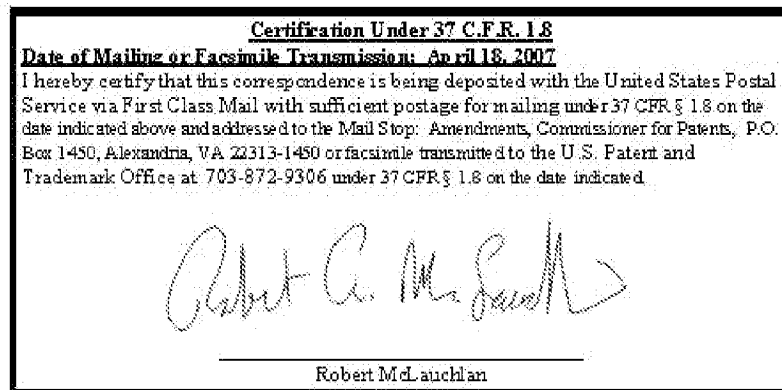 Certification Under 37 C.F.R. 1.8
Date of Mailing or Facsimile Transmission: April 18, 2007
I hereby certify that this correspondence is being deposited with the United States Postal
Service via First Class Mail with sufficient postage for mailing under 37 CFR § 1.8 on the
date indicated above and addressed to the Mail Stop: Amendments, Commissioner for Patents, P.O.
Box 1450, Alexandria, VA 22313-1450 or facsimile transmitted to the U.S. Patent and
Trademark Office at 703-872-9306 under 37 CFR § 1.8 on the date indicated.
Robert A. McLauchlan
Robert McLauchlan